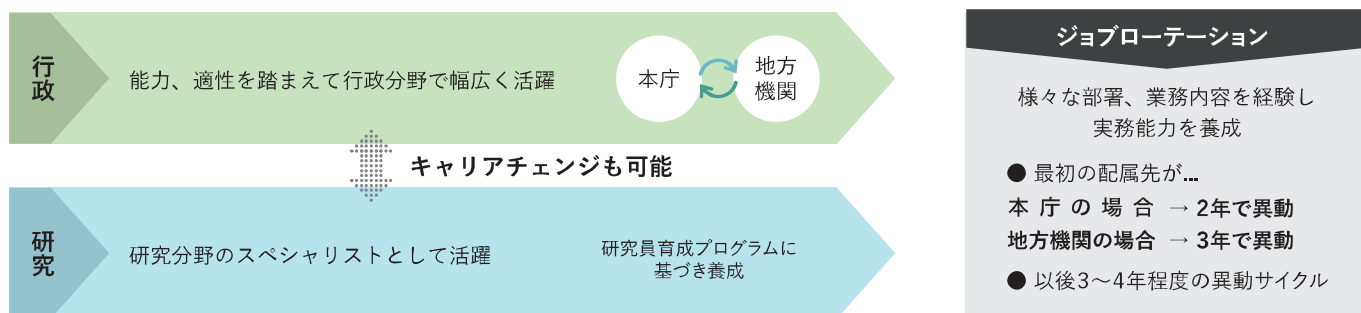 行政
能力、適性を踏まえて行政分野で幅広く活躍
本庁
地方
機関
キャリアチェンジも可能
研究
研究分野のスペシャリストとして活躍
研究員育成プログラムに
基づき養成
ジョブローテーション
様々な部署、業務内容を経験し
実務能力を養成
● 最初の配属先が...
本庁の場合 → 2年で異動
地方機関の場合 → 3年で異動
● 以後3〜4年程度の異動サイクル